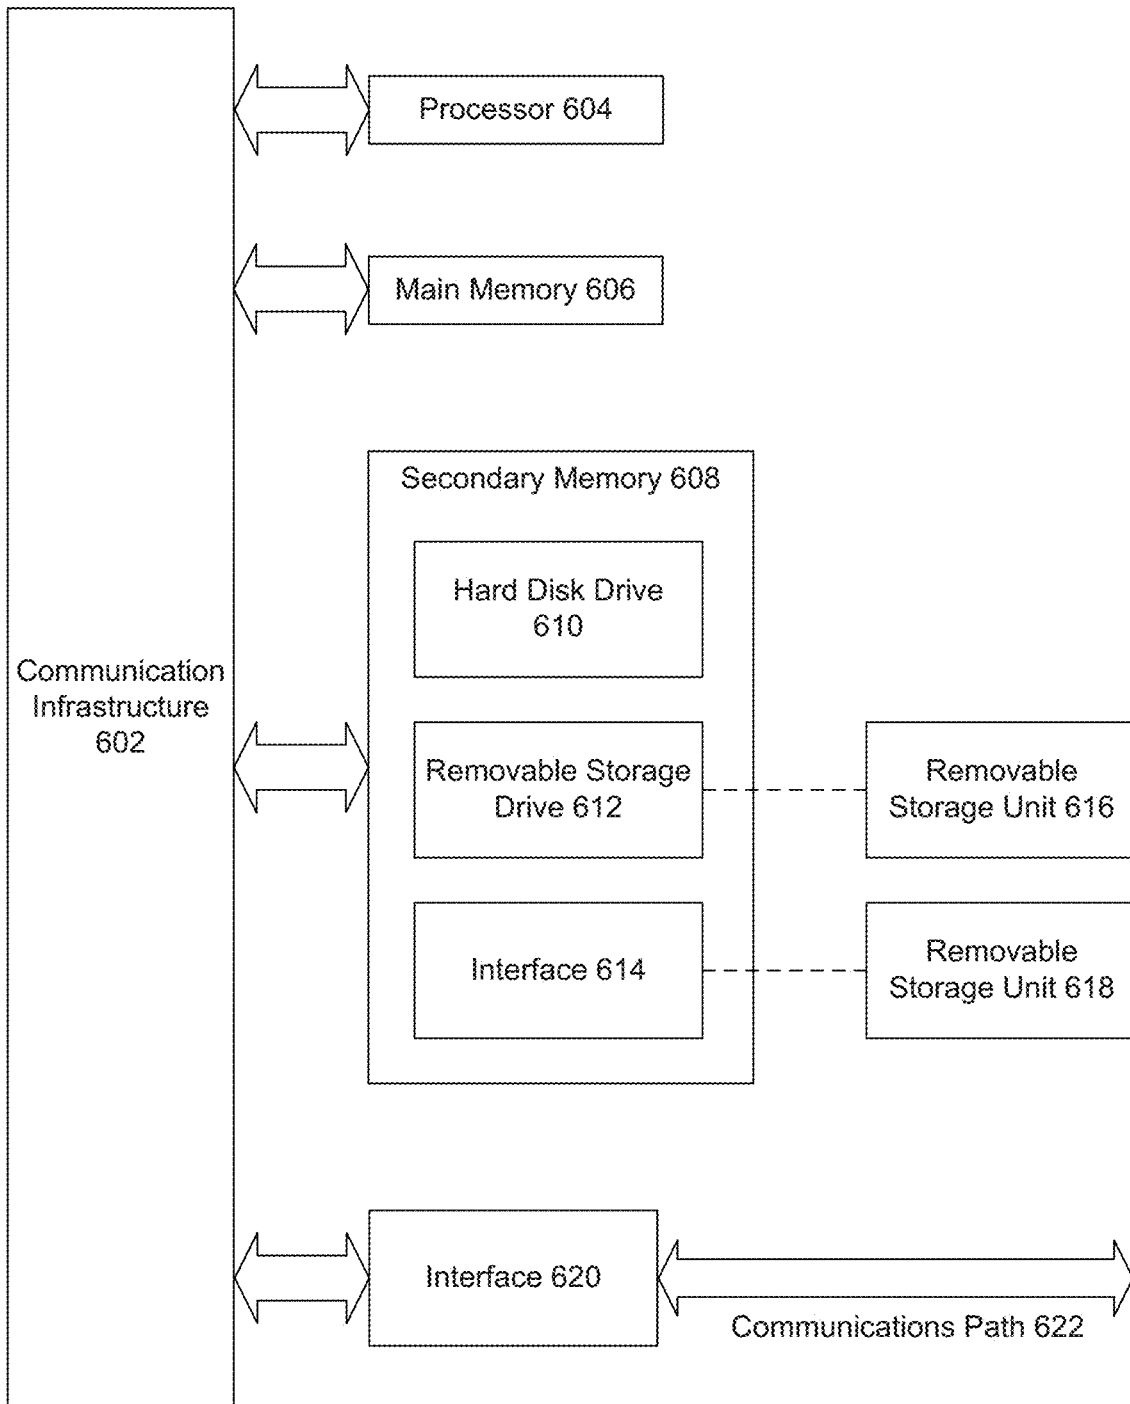 Processor 604
Main Memory 606
Secondary Memory 608
Hard Disk Drive
610
Communication
Infrastructure
602
Removable Storage
Drive 612
Removable
Storage Unit 616
Interface 614
Removable
Storage Unit 618
Interface 620
Communications Path 622